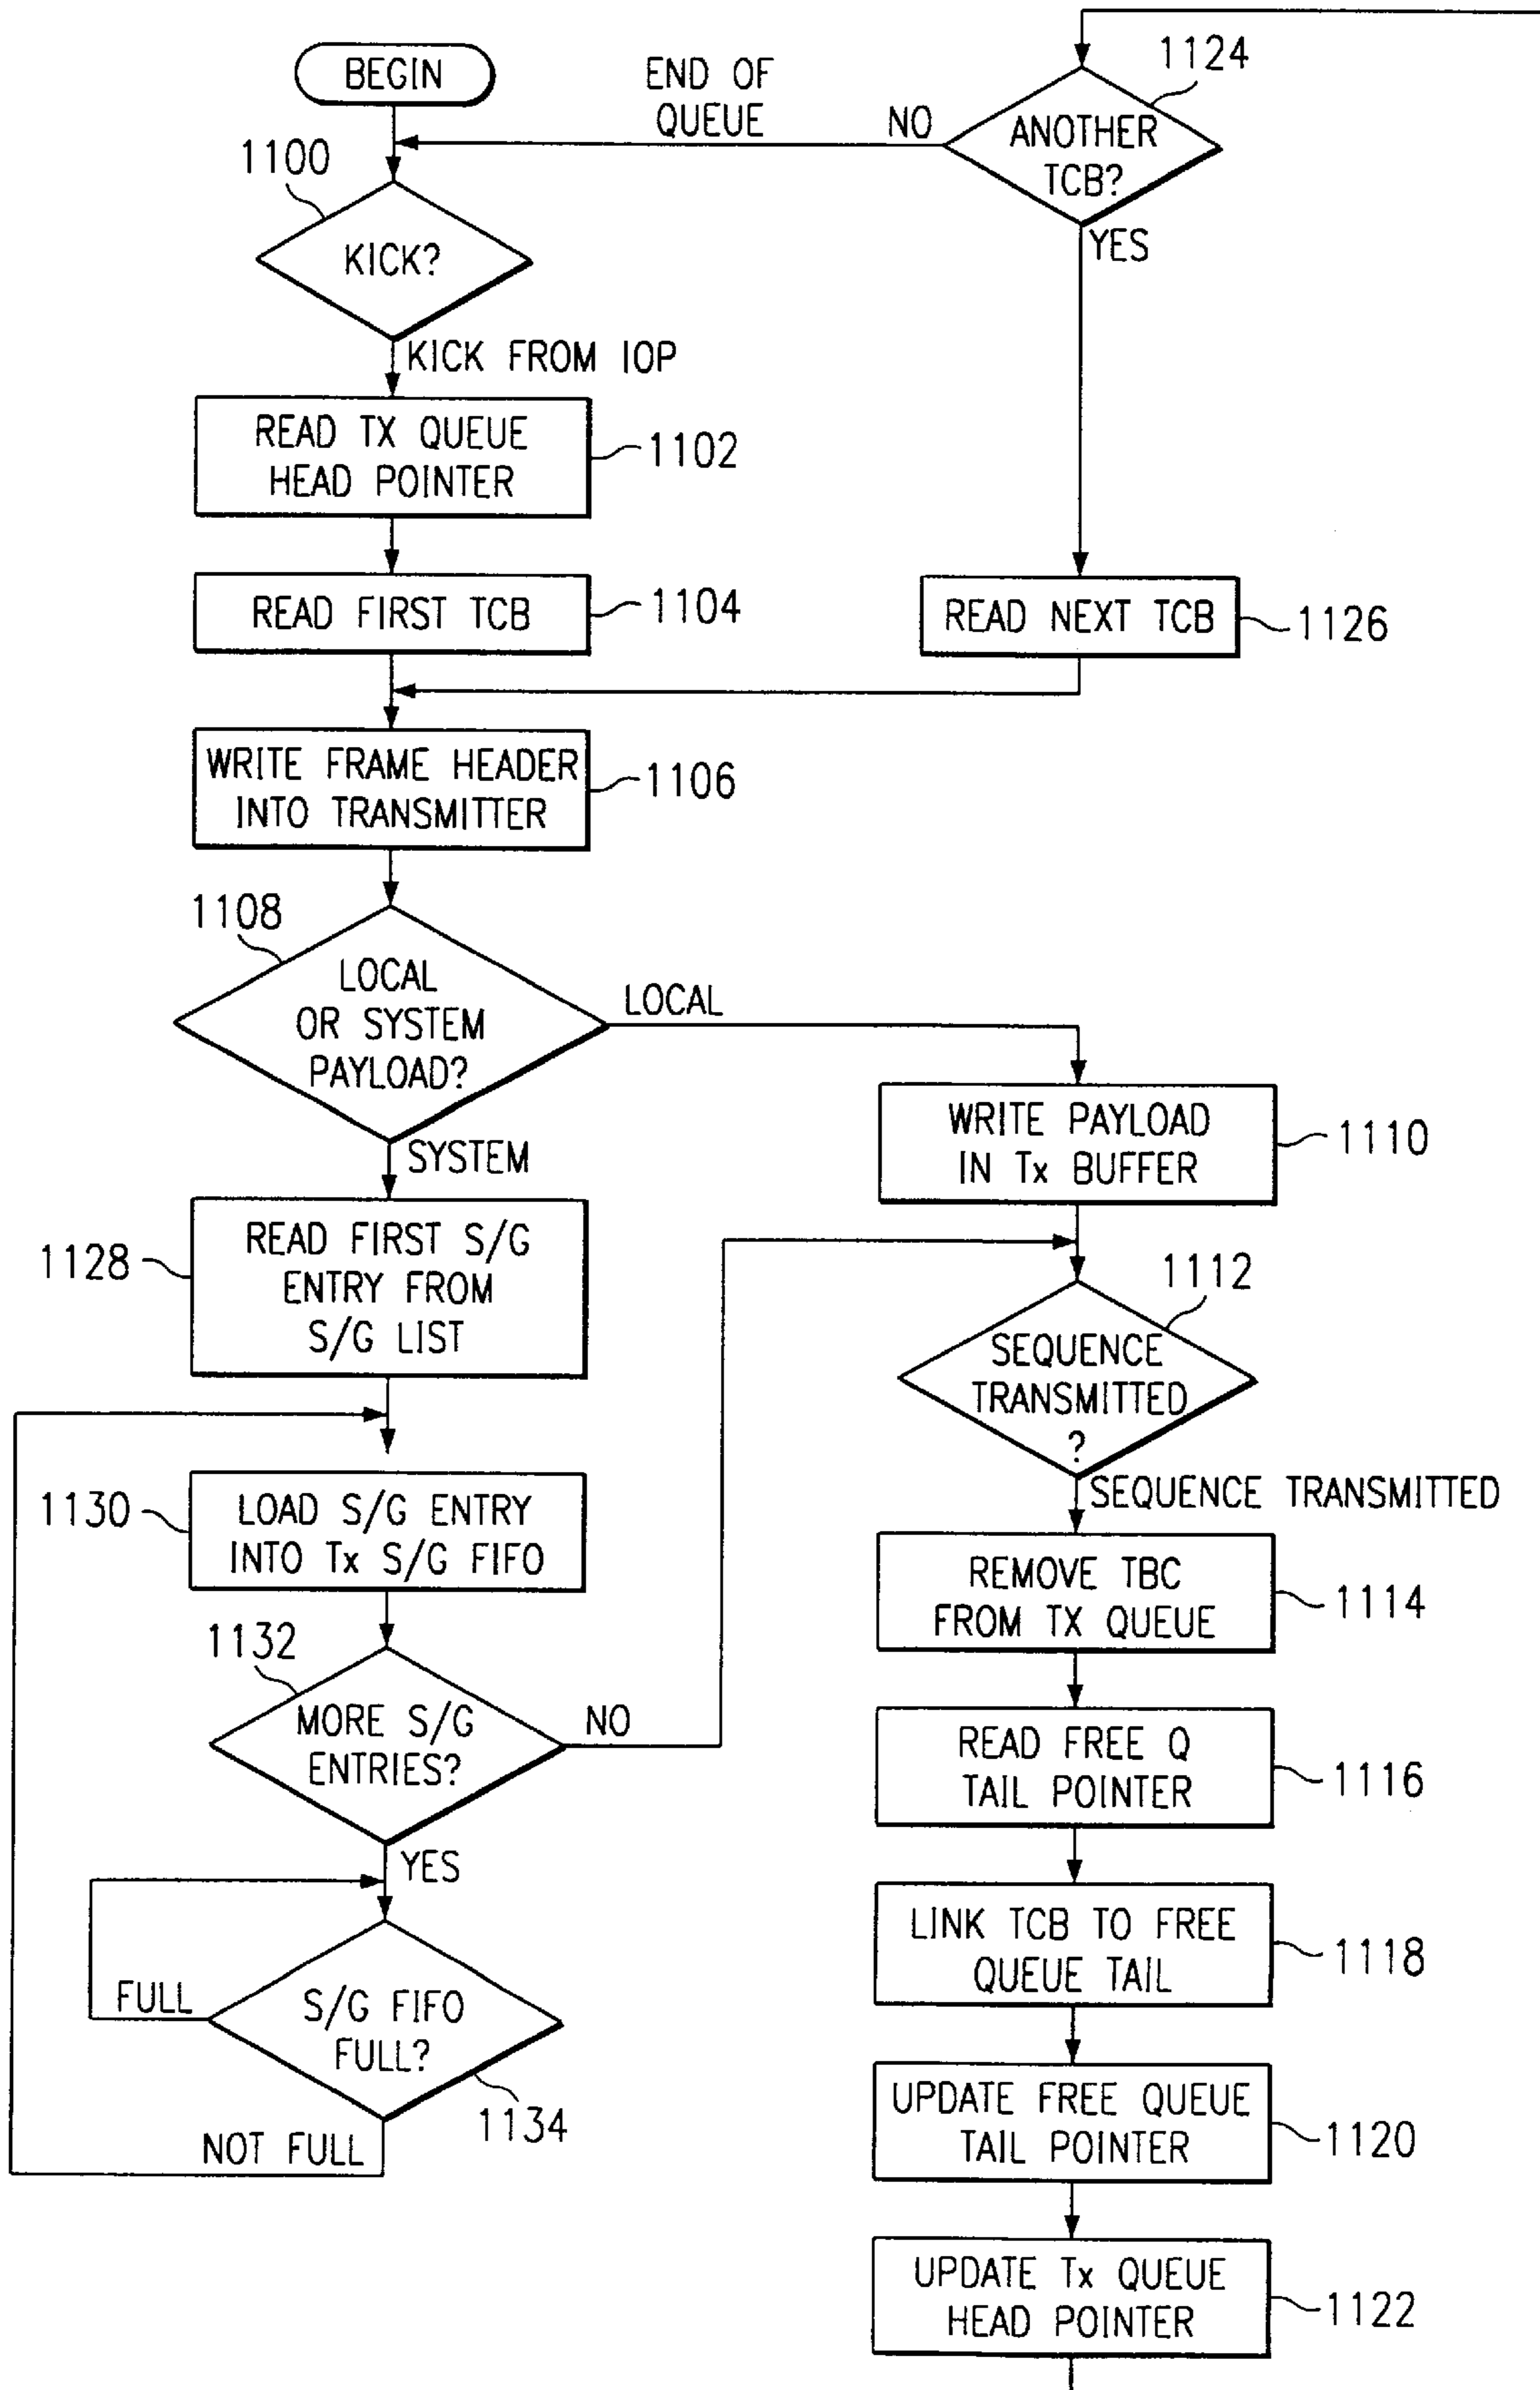 BEGIN
1100
KICK?
KICK FROM IOP
READ TX QUEUE
HEAD POINTER
1102
READ FIRST TCB
1104
WRITE FRAME HEADER
INTO TRANSMITTER
1106
1108
LOCAL
OR SYSTEM
PAYLOAD?
LOCAL
SYSTEM
1128
READ FIRST S/G
ENTRY FROM
S/G LIST
1130
LOAD S/G ENTRY
INTO Tx S/G FIFO
1132
MORE S/G
ENTRIES?
NO
YES
FULL
S/G FIFO
FULL?
1134
NOT FULL
END OF
QUEUE
NO
1124
ANOTHER
TCB?
YES
READ NEXT TCB
1126
WRITE PAYLOAD
IN Tx BUFFER
1110
1112
SEQUENCE
TRANSMITTED
?
SEQUENCE TRANSMITTED
REMOVE TBC
FROM TX QUEUE
1114
READ FREE Q
TAIL POINTER
1116
LINK TCB TO FREE
QUEUE TAIL
1118
UPDATE FREE QUEUE
TAIL POINTER
1120
UPDATE Tx QUEUE
HEAD POINTER
1122